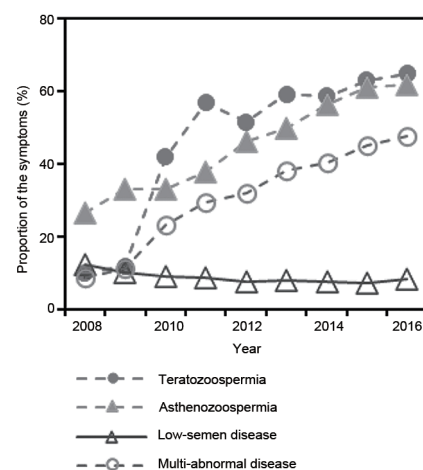 Proportion of the symptoms (%)
80
60
40
20
0
2008 2010 2012 2014 2016
Year
Teratozoospermia
Asthenozoospermia
Low-semen disease
Multi-abnormal disease